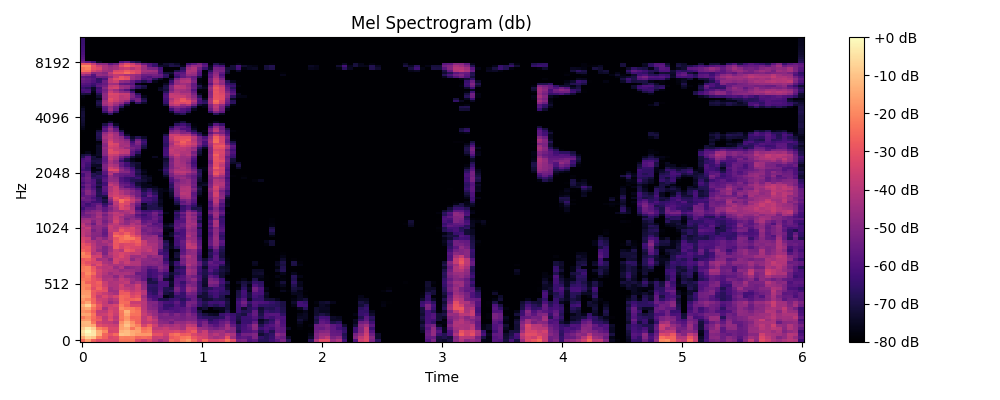 Mel Spectrogram (db)
Hz
8192
4096
2048
1024
512
0
0 1 2 3 4 5 6
Time
+0 dB
-10 dB
-20 dB
-30 dB
-40 dB
-50 dB
-60 dB
-70 dB
-80 dB